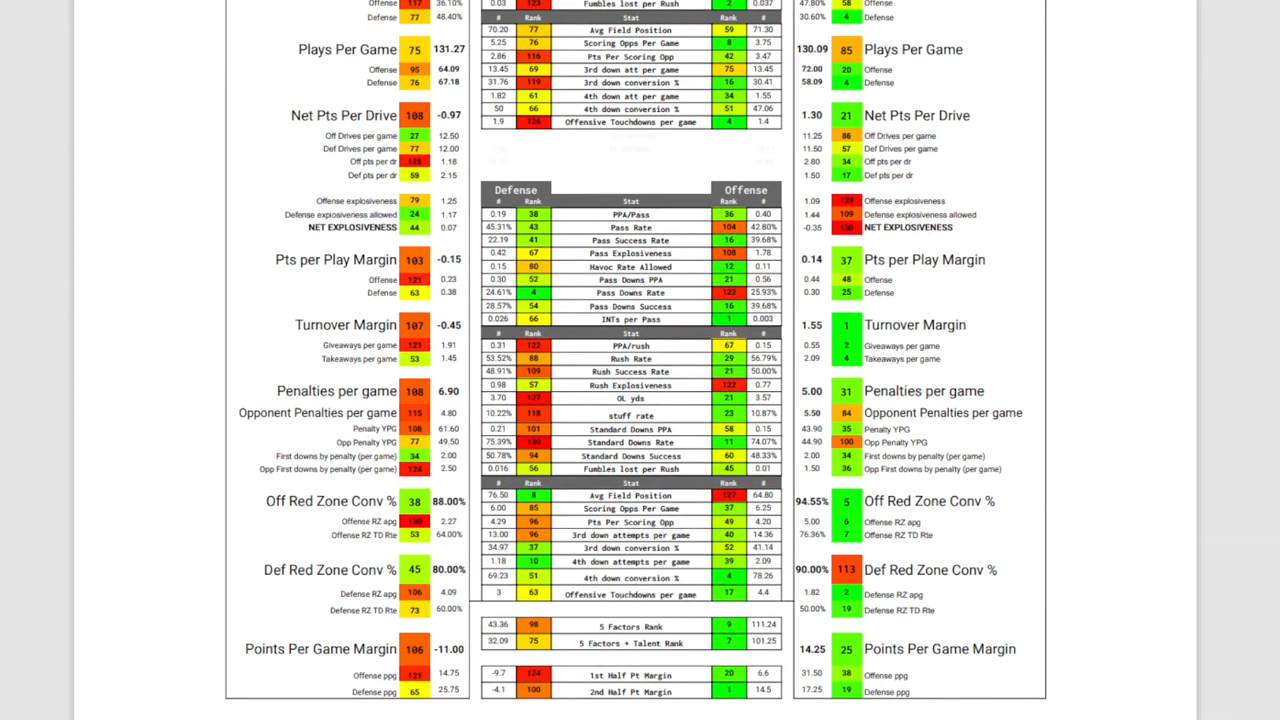 Offense 117 36.10% 0.03 123 Fumbles lost per Rush 2 0.037 47.80% 58 Offense
Defense 77 48.40% # Rank Stat Rank # 30.60% 4 Defense
70.20 77 Avg Field Position 59 71.30
Plays Per Game 75 131.27 5.25 76 Scoring Opps Per Game 8 3.75 130.09 85 Plays Per Game
2.86 116 Pts Per Scoring Opp 42 3.47
Offense 95 64.09 13.45 69 3rd down att per game 75 13.45 72.00 20 Offense
Defense 76 67.18 31.76 119 3rd down conversion % 16 30.41 58.09 4 Defense
1.82 61 4th down att per game 34 1.55
50 66 4th down conversion % 51 47.06
Net Pts Per Drive 108 -0.97 1.9 126 Offensive Touchdowns per game 4 1.4 1.30 21 Net Pts Per Drive
Off Drives per game 27 12.50 11.25 86 Off Drives per game
Def Drives per game 77 12.00 11.50 57 Def Drives per game
Off pts per dr 1.18 2.80 34 Off pts per dr
Def pts per dr 59 2.15 1.50 17 Def pts per dr
Defense Offense
Offensive explosiveness 79 1.25 # Rank Stat Rank # 1.09 129 Offensive explosiveness
Defense explosiveness allowed 24 1.17 0.19 38 PPA/Pass 36 0.40 1.44 109 Defense explosiveness allowed
NET EXPLOSIVENESS 44 0.07 45.31% 43 Pass Rate 104 42.80% -0.35 130 NET EXPLOSIVENESS
22.19 41 Pass Success Rate 16 39.68%
0.42 67 Pass Explosiveness 108 1.78
Pts per Play Margin 103 -0.15 0.15 80 Havoc Rate Allowed 12 0.11 0.14 37 Pts per Play Margin
Offense 121 0.23 0.30 52 Pass Downs PPA 21 0.56 0.44 48 Offense
Defense 63 0.38 24.61% 4 Pass Downs Rate 122 25.93% 0.30 25 Defense
28.57% 54 Pass Downs Success 16 39.68%
0.026 66 INTs per Pass 1 0.003
Turnover Margin 107 -0.45 # Rank Stat Rank # 1.55 1 Turnover Margin
Giveaways per game 121 1.91 0.31 122 PPA/rush 67 0.15 0.55 2 Giveaways per game
Takeaways per game 53 1.45 53.52% 88 Rush Rate 29 56.79% 2.09 4 Takeaways per game
48.91% 109 Rush Success Rate 21 50.00%
Penalties per game 108 6.90 0.98 57 Rush Explosiveness 122 0.77 5.00 31 Penalties per game
3.70 127 OL yds 21 3.57
Opponent Penalties per game 115 4.80 10.22% 118 stuff rate 23 10.87% 5.50 84 Opponent Penalties per game
Penalty YPG 108 61.60 0.21 101 Standard Downs PPA 58 0.15 43.90 35 Penalty YPG
Opp Penalty YPG 77 49.50 75.39% 130 Standard Downs Rate 11 74.07% 44.90 100 Opp Penalty YPG
First downs by penalty (per game) 34 2.00 50.78% 94 Standard Downs Success 60 48.33% 2.00 34 First downs by penalty (per game)
Opp First downs by penalty (per game) 124 2.50 0.016 56 Fumbles lost per Rush 45 0.01 1.50 36 Opp First downs by penalty (per game)
# Rank Stat Rank #
Off Red Zone Conv % 38 88.00% 76.50 8 Avg Field Position 127 64.80 94.55% 5 Off Red Zone Conv %
6.00 85 Scoring Opps Per Game 37 6.25
Offense RZ apg 130 2.27 4.29 96 Pts Per Scoring Opp 49 4.20 5.00 6 Offense RZ apg
Offense RZ TD Rte 53 64.00% 13.00 96 3rd down attempts per game 40 14.36 76.36% 7 Offense RZ TD Rte
34.97 37 3rd down conversion % 52 41.14
Def Red Zone Conv % 45 80.00% 1.18 10 4th down attempts per game 39 2.09 90.00% 113 Def Red Zone Conv %
69.23 51 4th down conversion % 4 78.26
Defense RZ apg 106 4.09 3 63 Offensive Touchdowns per game 17 4.4 1.82 2 Defense RZ apg
Defense RZ TD Rte 73 60.00% 50.00% 19 Defense RZ TD Rte
43.36 98 5 Factors Rank 9 111.24
32.09 75 5 Factors + Talent Rank 7 101.25
Points Per Game Margin 106 -11.00 14.25 25 Points Per Game Margin
Offense ppg 121 14.75 -9.7 124 1st Half Pt Margin 20 6.6 31.50 38 Offense ppg
Defense ppg 65 25.75 -4.1 100 2nd Half Pt Margin 1 14.5 17.25 19 Defense ppg